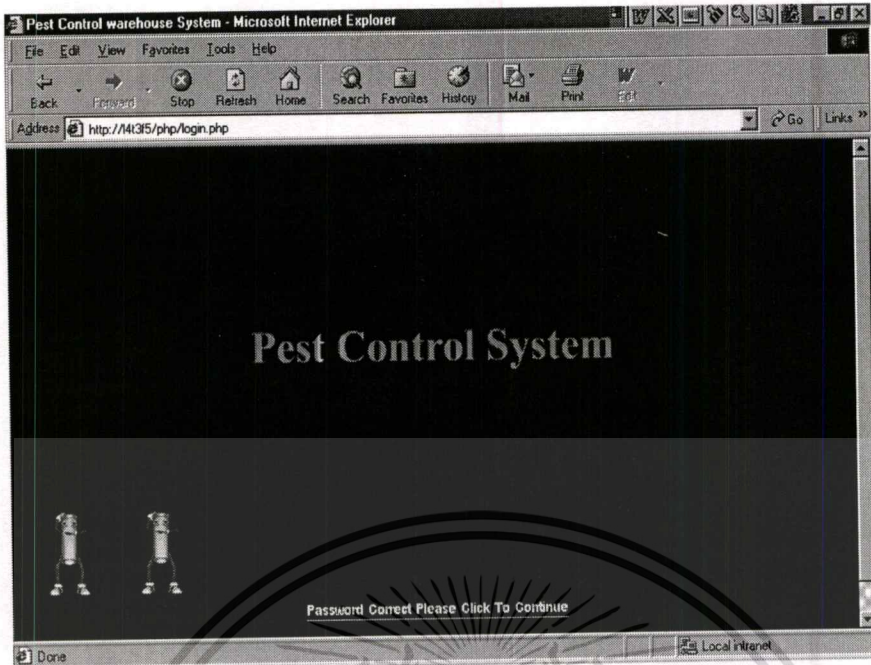 Pest Control warehouse System - Microsoft Internet Explorer
File Edit View Favorites Tools Help
Back Forward Stop Refresh Home Search Favorites History Mail Print Edit
Address http://l4t3f5/php/login.php Go Links »
Pest Control System
Password Correct Please Click To Continue
Done Local intranet